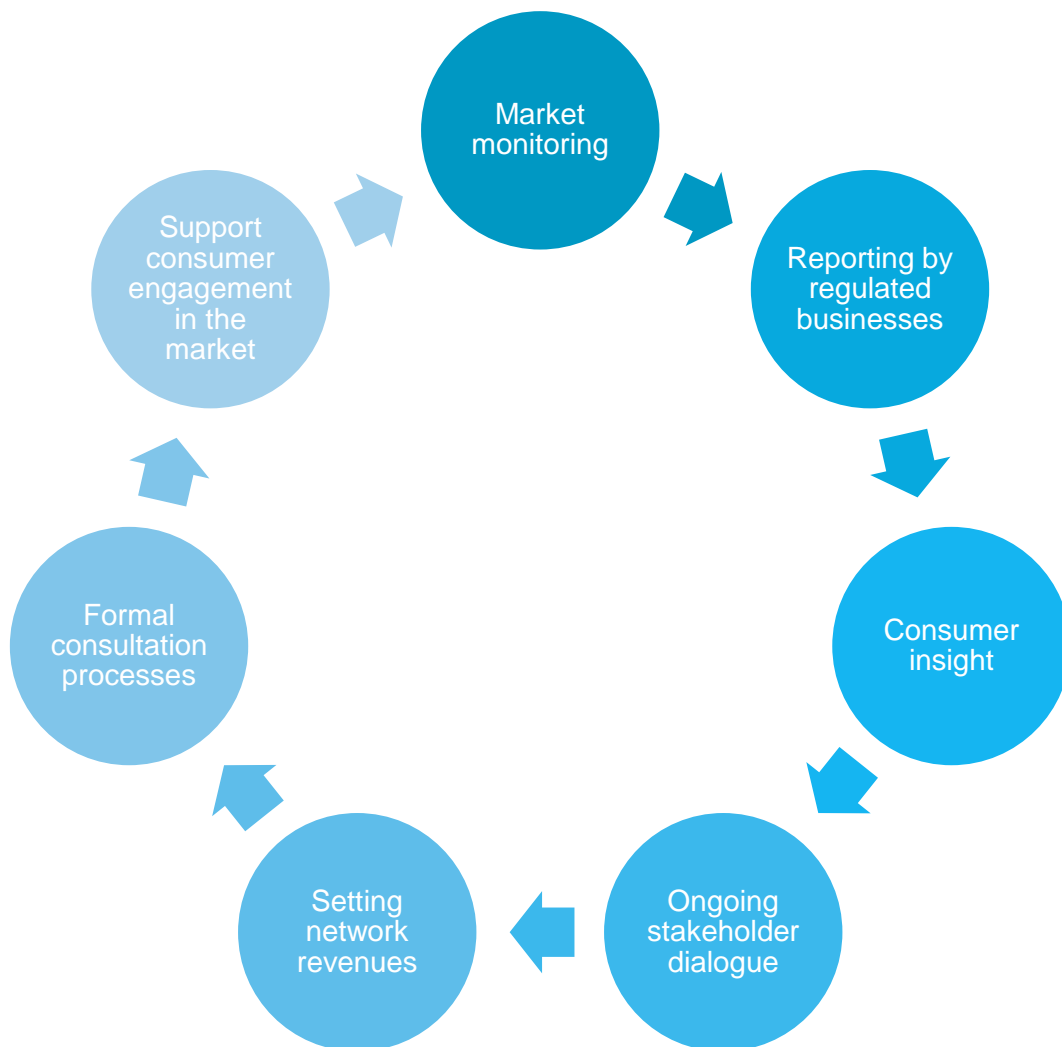 Market
monitoring
Reporting by
regulated
businesses
Consumer
insight
Ongoing
stakeholder
dialogue
Setting
network
revenues
Formal
consultation
processes
Support
consumer
engagement
in the
market